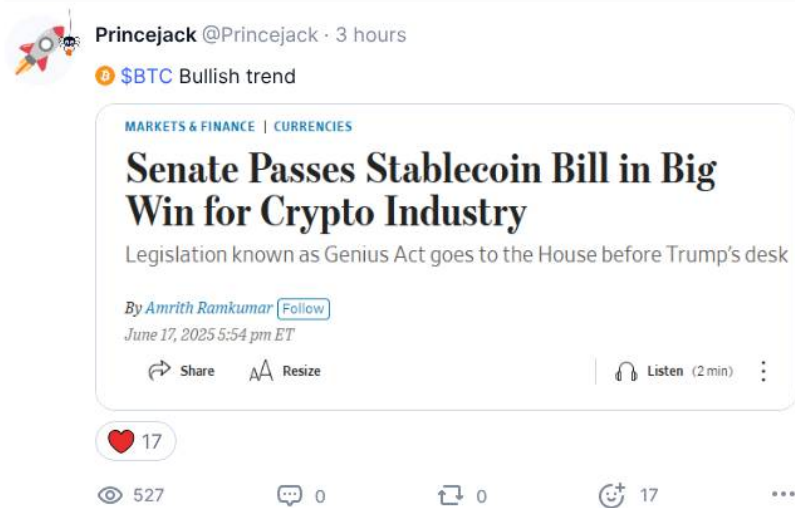 Princejack @Princejack · 3 hours
$BTC Bullish trend
MARKETS & FINANCE | CURRENCIES
Senate Passes Stablecoin Bill in Big
Win for Crypto Industry
Legislation known as Genius Act goes to the House before Trump's desk
By Amrith Ramkumar Follow
June 17, 2025 5:54 pm ET
Share AA Resize Listen (2 min)
17
527 0 0 17